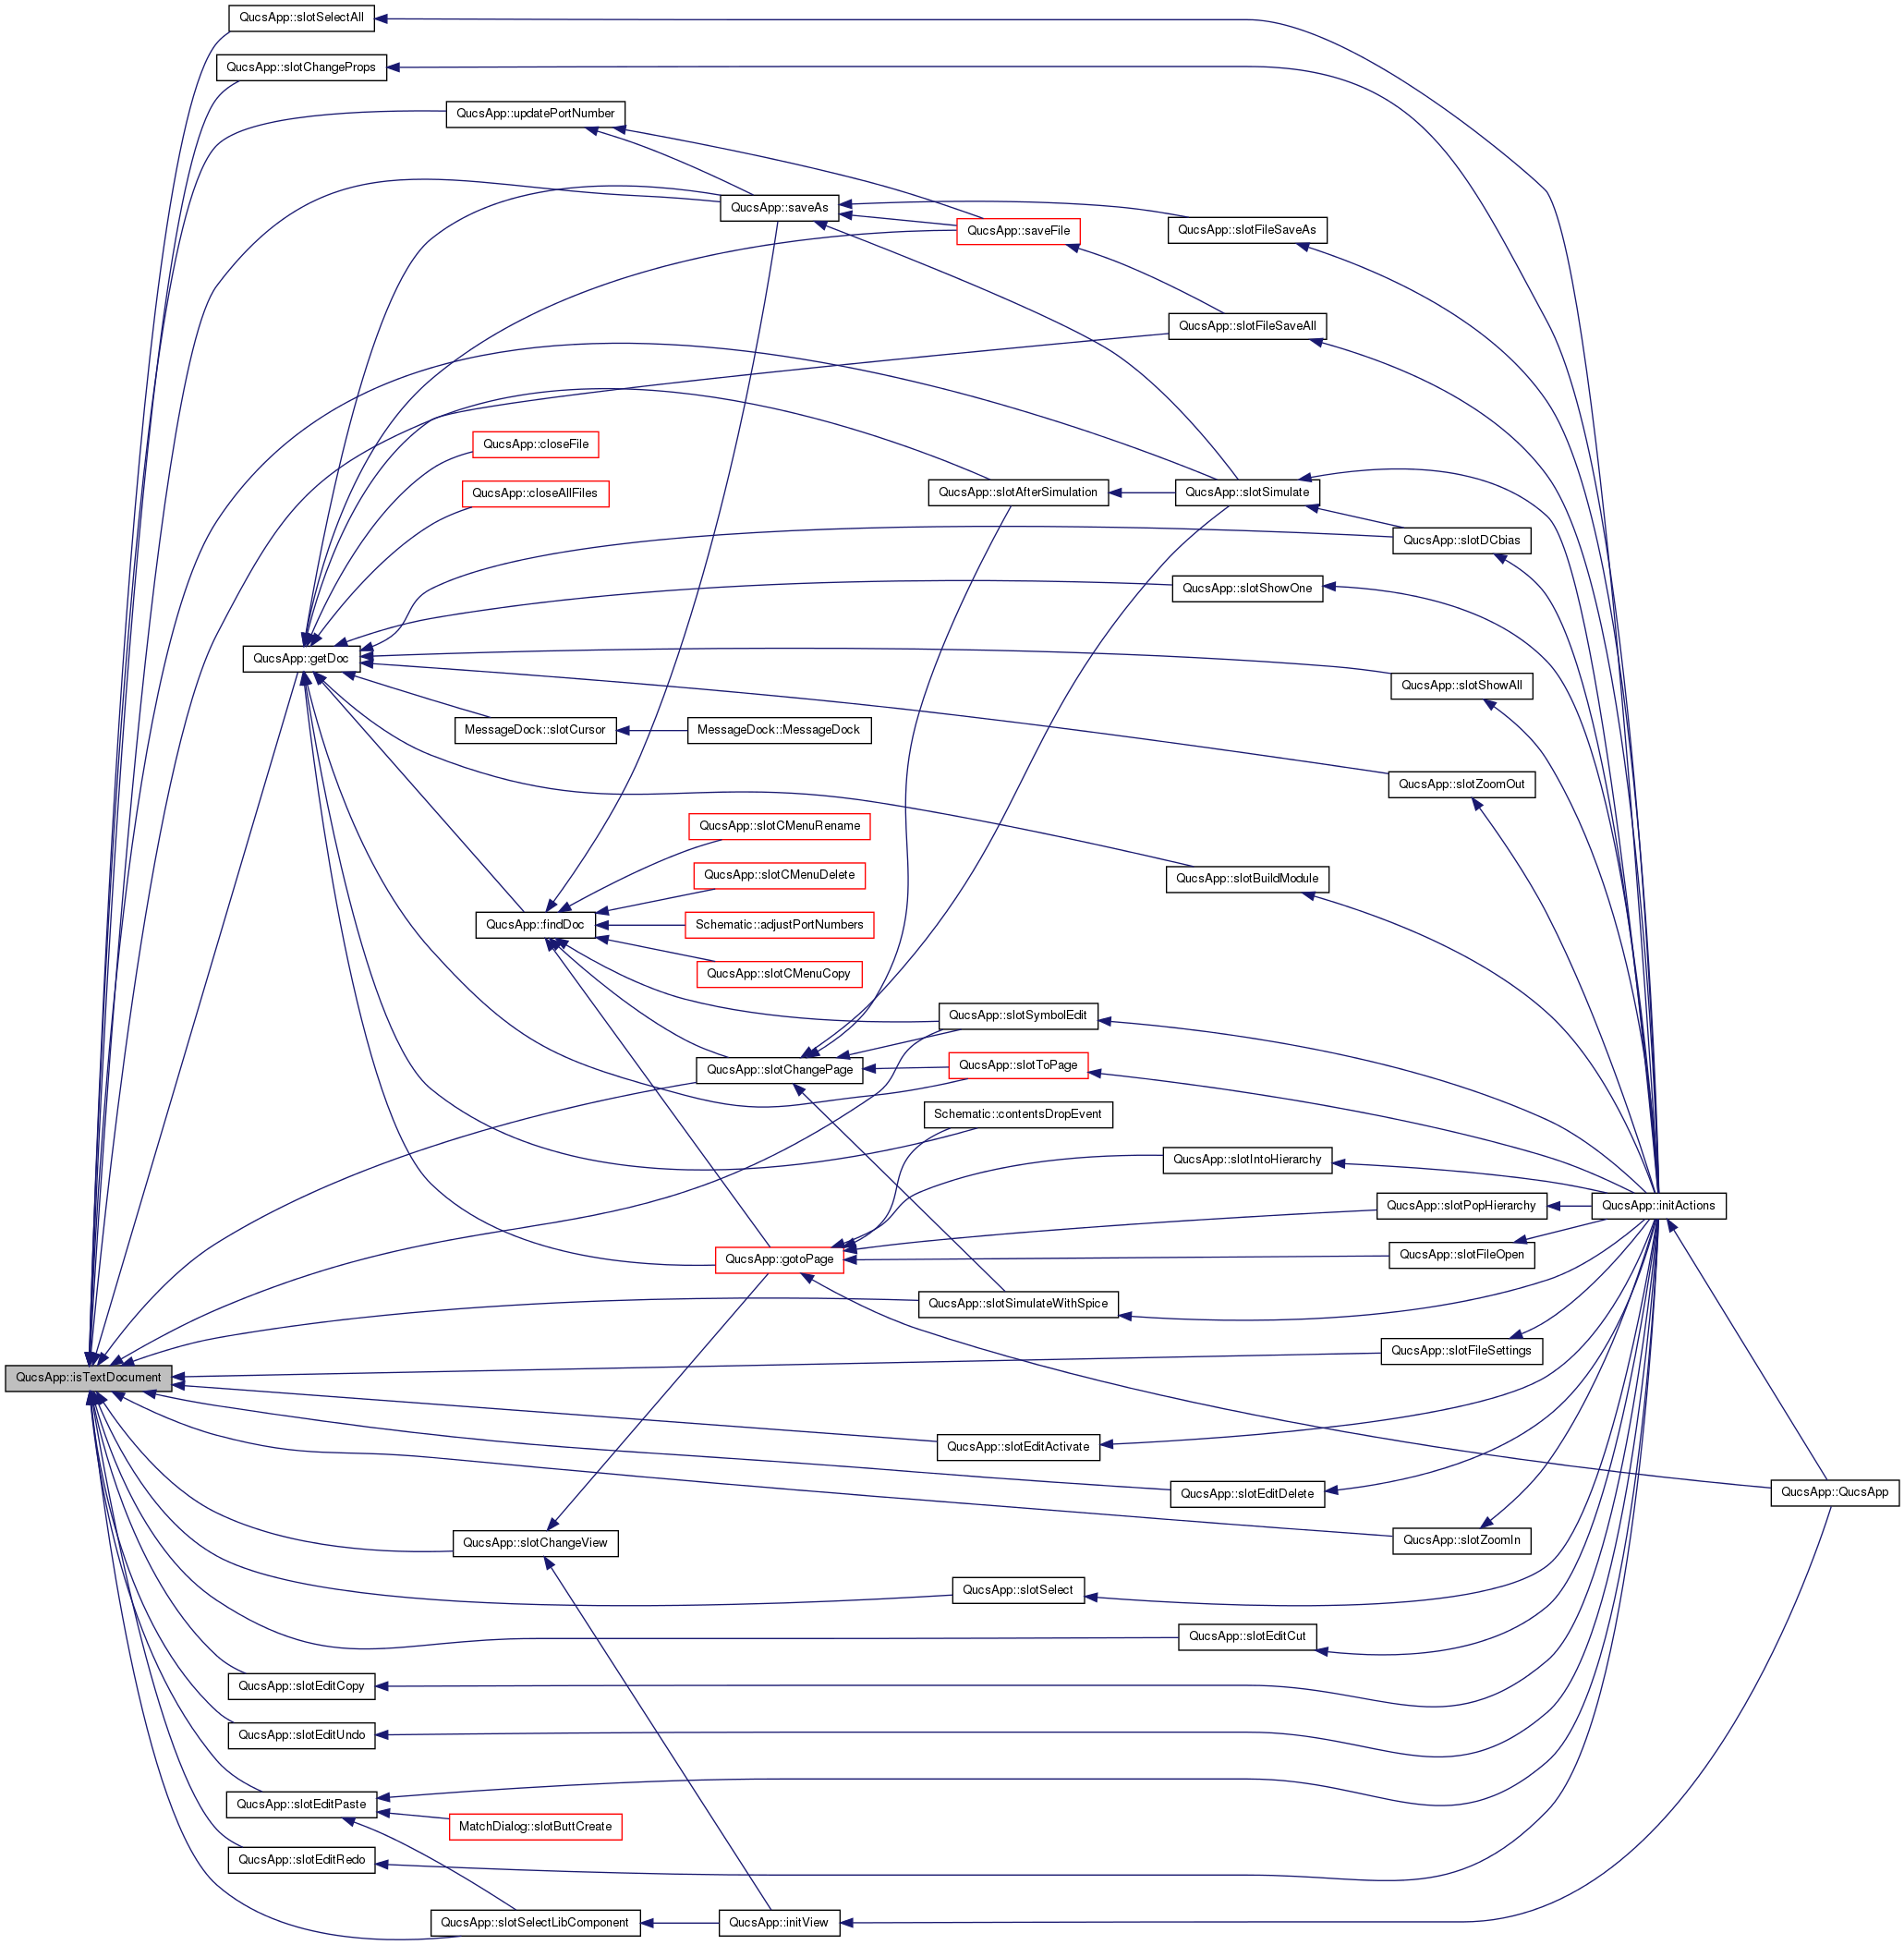 QucsApp::slotSelectAll
QucsApp::slotChangeProps
QucsApp::updatePortNumber
QucsApp::saveAs
QucsApp::saveFile
QucsApp::slotFileSaveAs
QucsApp::slotFileSaveAll
QucsApp::closeFile
QucsApp::closeAllFiles
QucsApp::slotAfterSimulation
QucsApp::slotSimulate
QucsApp::slotDCbias
QucsApp::slotShowOne
QucsApp::getDoc
QucsApp::slotShowAll
MessageDock::slotCursor
MessageDock::MessageDock
QucsApp::slotZoomOut
QucsApp::slotCMenuRename
QucsApp::slotCMenuDelete
QucsApp::slotBuildModule
QucsApp::findDoc
Schematic::adjustPortNumbers
QucsApp::slotCMenuCopy
QucsApp::slotSymbolEdit
QucsApp::slotChangePage
QucsApp::slotToPage
Schematic::contentsDropEvent
QucsApp::slotIntoHierarchy
QucsApp::slotPopHierarchy
QucsApp::initActions
QucsApp::gotoPage
QucsApp::slotFileOpen
QucsApp::slotSimulateWithSpice
QucsApp::slotFileSettings
QucsApp::isTextDocument
QucsApp::slotEditActivate
QucsApp::slotEditDelete
QucsApp::QucsApp
QucsApp::slotChangeView
QucsApp::slotZoomIn
QucsApp::slotSelect
QucsApp::slotEditCut
QucsApp::slotEditCopy
QucsApp::slotEditUndo
QucsApp::slotEditPaste
MatchDialog::slotButtCreate
QucsApp::slotEditRedo
QucsApp::slotSelectLibComponent
QucsApp::initView